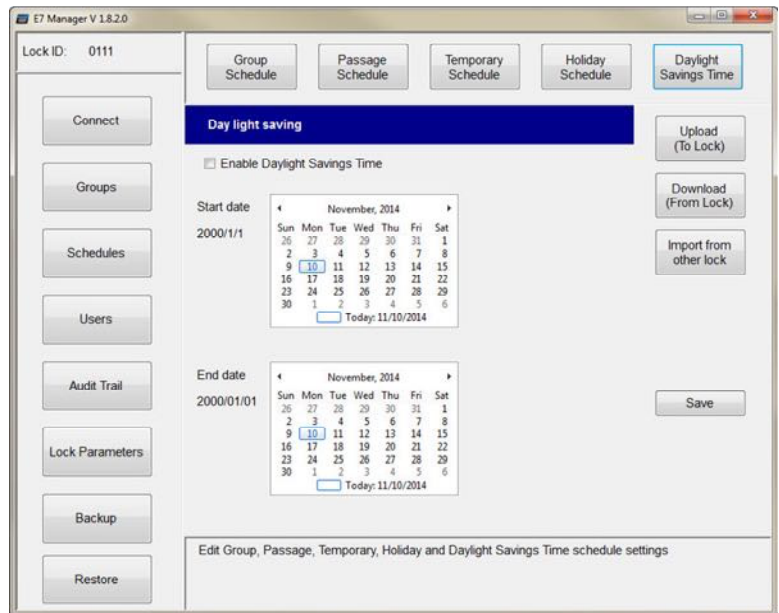 E7 Manager V 1.8.2.0
Lock ID: 0111
Group
Schedule
Passage
Schedule
Temporary
Schedule
Holiday
Schedule
Daylight
Savings Time
Connect
Groups
Schedules
Users
Audit Trail
Lock Parameters
Backup
Restore
Day light saving
Enable Daylight Savings Time
Start date
2000/1/1
November, 2014
Sun Mon Tue Wed Thu Fri Sat
26 27 28 29 30 31 1
2 3 4 5 6 7 8
9 10 11 12 13 14 15
16 17 18 19 20 21 22
23 24 25 26 27 28 29
30 1 2 3 4 5 6
Today: 11/10/2014
End date
2000/01/01
November, 2014
Sun Mon Tue Wed Thu Fri Sat
26 27 28 29 30 31 1
2 3 4 5 6 7 8
9 10 11 12 13 14 15
16 17 18 19 20 21 22
23 24 25 26 27 28 29
30 1 2 3 4 5 6
Today: 11/10/2014
Upload
(To Lock)
Download
(From Lock)
Import from
other lock
Save
Edit Group, Passage, Temporary, Holiday and Daylight Savings Time schedule settings